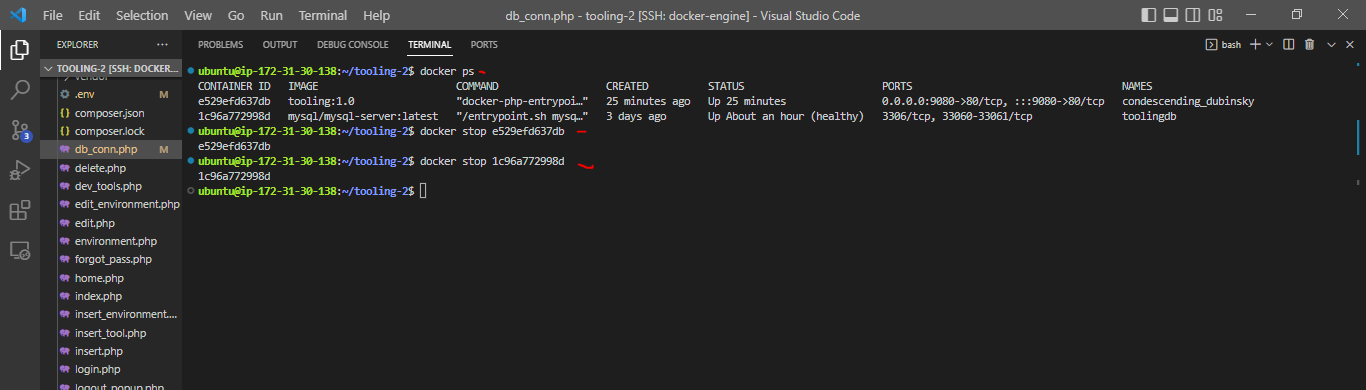 File Edit Selection View Go Run Terminal Help db_conn.php - tooling-2 [SSH: docker-engine] - Visual Studio Code
EXPLORER ··· PROBLEMS OUTPUT DEBUG CONSOLE TERMINAL PORTS bash
TOOLING-2 [SSH: DOCKER...
vendor
.env M
composer.json
composer.lock
db_conn.php M
delete.php
dev_tools.php
edit_environment.php
edit.php
environment.php
forgot_pass.php
home.php
index.php
insert_environment....
insert_tool.php
insert.php
login.php
logout_popup.php
3
ubuntu@ip-172-31-30-138:~/tooling-2$ docker ps
CONTAINER ID IMAGE COMMAND CREATED STATUS PORTS NAMES
e529efd637db tooling:1.0 "docker-php-entrypoi…" 25 minutes ago Up 25 minutes 0.0.0.0:9080->80/tcp, :::9080->80/tcp condescending_dubinsky
1c96a772998d mysql/mysql-server:latest "/entrypoint.sh mysq…" 3 days ago Up About an hour (healthy) 3306/tcp, 33060-33061/tcp toolingdb
ubuntu@ip-172-31-30-138:~/tooling-2$ docker stop e529efd637db
e529efd637db
ubuntu@ip-172-31-30-138:~/tooling-2$ docker stop 1c96a772998d
1c96a772998d
ubuntu@ip-172-31-30-138:~/tooling-2$